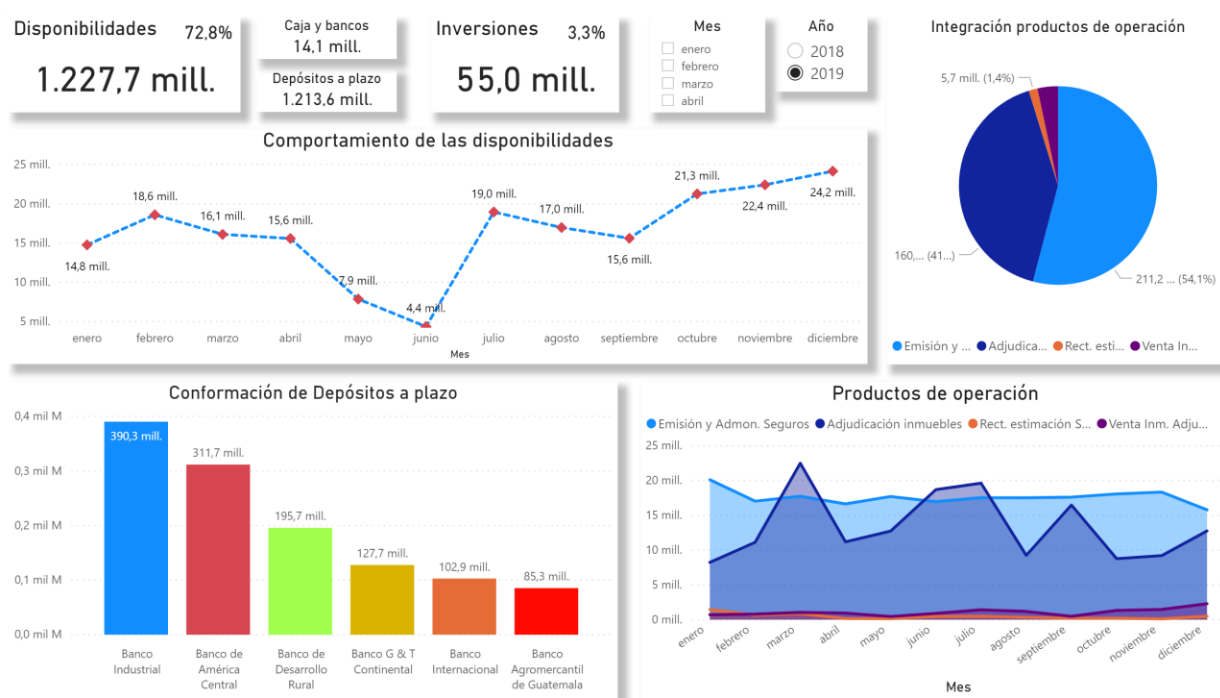 Disponibilidades 72,8%
1.227,7 mill.
Caja y bancos
14,1 mill.
Depósitos a plazo
1.213,6 mill.
Inversiones 3,3%
55,0 mill.
Mes
enero
febrero
marzo
abril
Año
2018
2019
Integración productos de operación
5,7 mill. (1,4%)
160,... (41...)
211,2 ... (54,1%)
Emisión y ... Adjudica... Rect. esti... Venta In...
Comportamiento de las disponibilidades
25 mill.
20 mill.
15 mill.
10 mill.
5 mill.
14,8 mill.
18,6 mill.
16,1 mill.
15,6 mill.
7,9 mill.
4,4 mill.
19,0 mill.
17,0 mill.
15,6 mill.
21,3 mill.
22,4 mill.
24,2 mill.
enero febrero marzo abril mayo junio julio agosto septiembre octubre noviembre diciembre
Mes
Conformación de Depósitos a plazo
0,4 mil M
0,3 mil M
0,2 mil M
0,1 mil M
0,0 mil M
390,3 mill.
311,7 mill.
195,7 mill.
127,7 mill.
102,9 mill.
85,3 mill.
Banco
Industrial
Banco de
América
Central
Banco de
Desarrollo
Rural
Banco G & T
Continental
Banco
Internacional
Banco
Agromercantil
de Guatemala
Productos de operación
Emisión y Admon. Seguros Adjudicación inmuebles Rect. estimación S... Venta Inm. Adju...
25 mill.
20 mill.
15 mill.
10 mill.
5 mill.
0 mill.
enero febrero marzo abril mayo junio julio agosto septiembre octubre noviembre diciembre
Mes